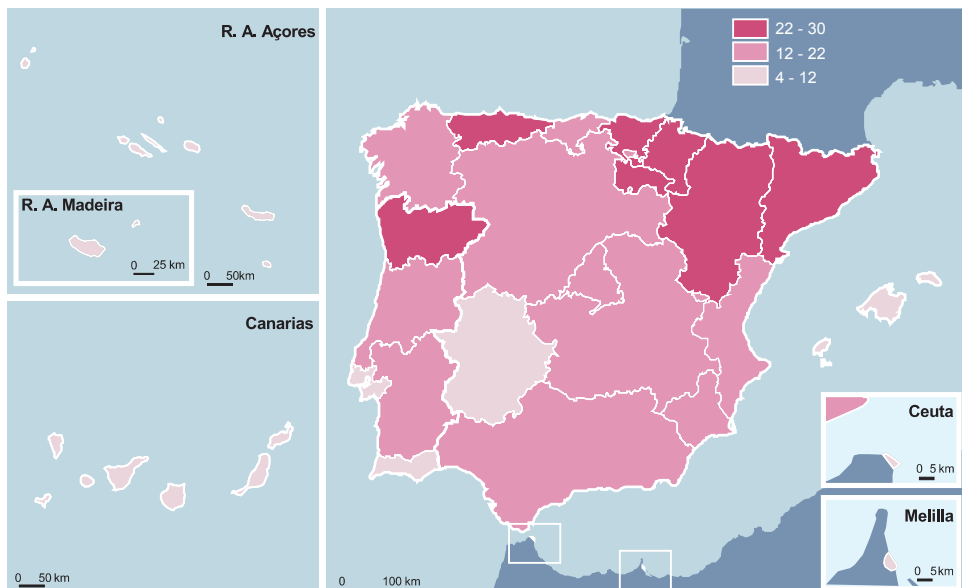 R. A. Açores
R. A. Madeira
0 25 km
0 50km
Canarias
0 50 km
22 - 30
12 - 22
4 - 12
0 100 km
Ceuta
0 5 km
Melilla
0 5km